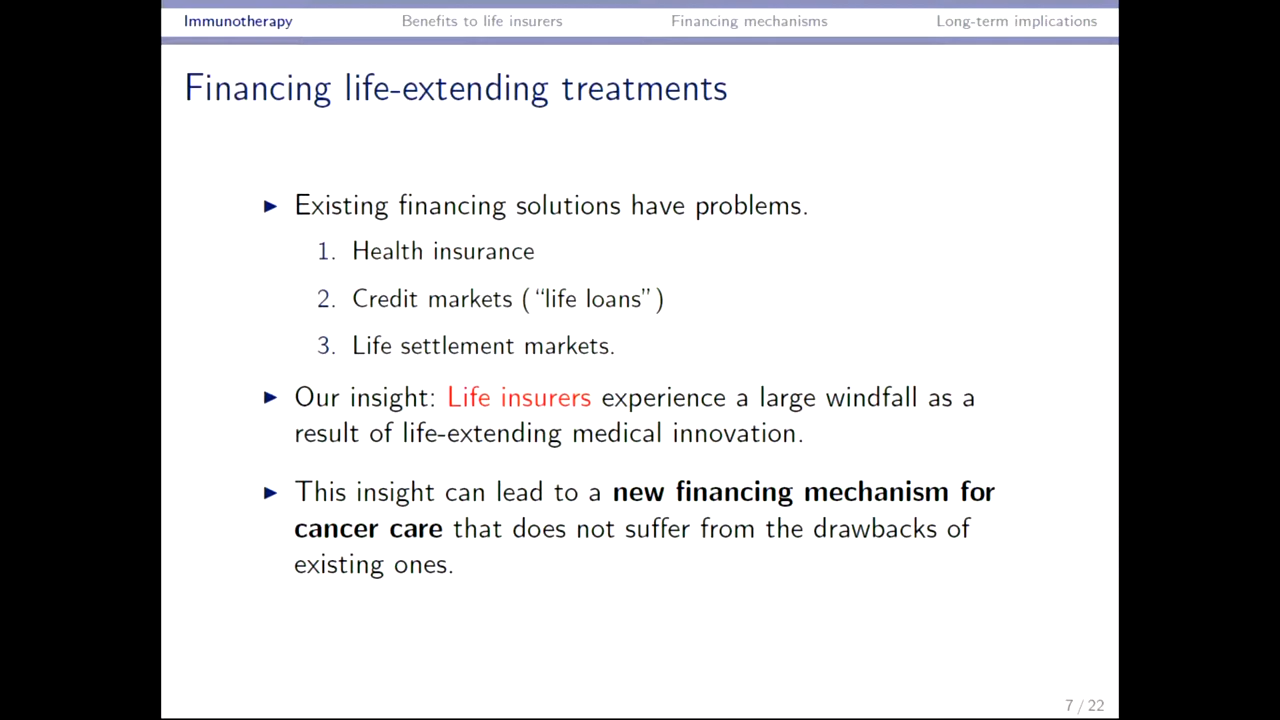 Immunotherapy Benefits to life insurers Financing mechanisms Long-term implications
Financing life-extending treatments
▶ Existing financing solutions have problems.
1. Health insurance
2. Credit markets (“life loans”)
3. Life settlement markets.
▶ Our insight: Life insurers experience a large windfall as a
result of life-extending medical innovation.
▶ This insight can lead to a new financing mechanism for
cancer care that does not suffer from the drawbacks of
existing ones.
7 / 22